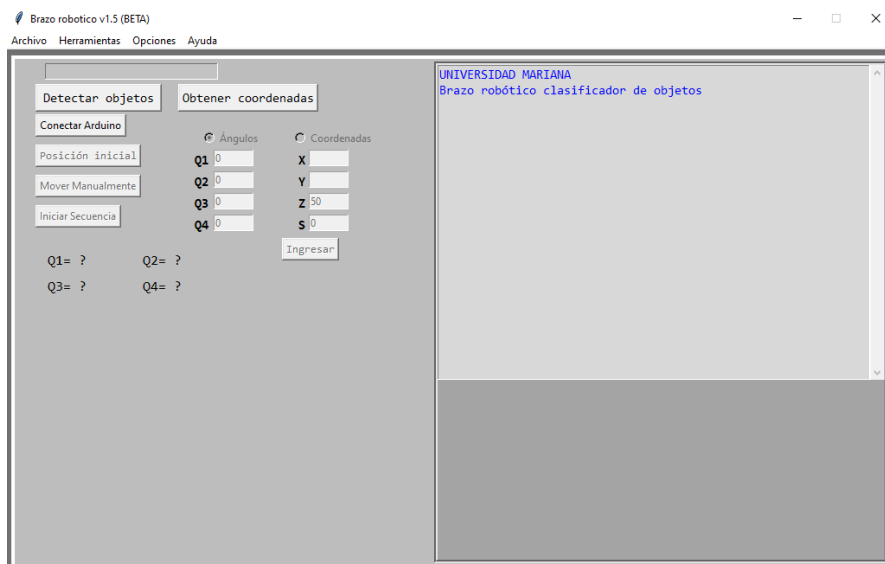 Brazo robotico v1.5 (BETA)
Archivo Herramientas Opciones Ayuda
Detectar objetos Obtener coordenadas
Conectar Arduino
Ángulos Coordenadas
Posición inicial
Q1 0 X
Mover Manualmente
Q2 0 Y
Q3 0 Z 50
Iniciar Secuencia
Q4 0 S 0
Ingresar
Q1= ? Q2= ?
Q3= ? Q4= ?
UNIVERSIDAD MARIANA
Brazo robótico clasificador de objetos